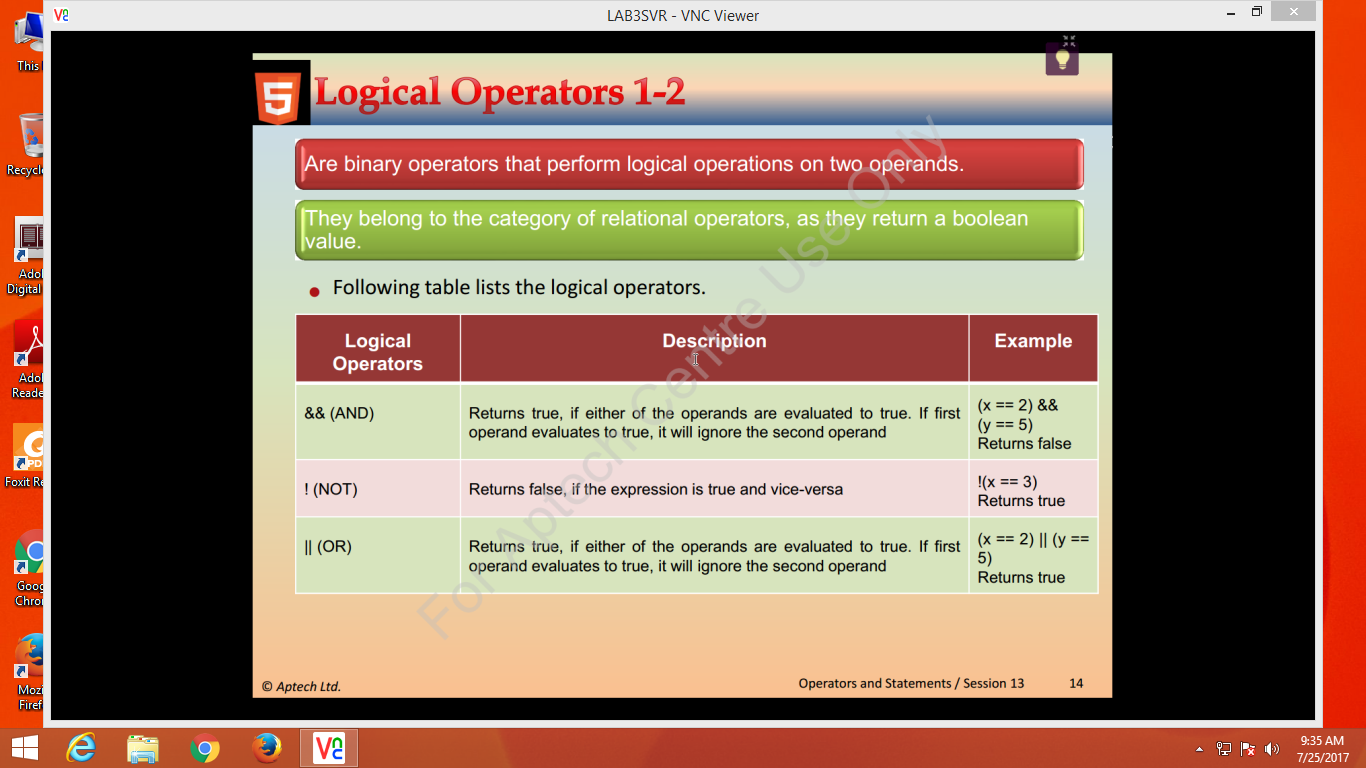 LAB3SVR - VNC Viewer
This
Recycle
Adol
Digital
Adol
Reade
Foxit Re
Goog
Chron
Mozi
Firef
5 Logical Operators 1-2
Are binary operators that perform logical operations on two operands.
They belong to the category of relational operators, as they return a boolean
value.
• Following table lists the logical operators.
Logical
Operators
Description
Example
&& (AND)
Returns true, if either of the operands are evaluated to true. If first
operand evaluates to true, it will ignore the second operand
(x == 2) &&
(y == 5)
Returns false
! (NOT)
Returns false, if the expression is true and vice-versa
!(x == 3)
Returns true
|| (OR)
Returns true, if either of the operands are evaluated to true. If first
operand evaluates to true, it will ignore the second operand
(x == 2) || (y ==
5)
Returns true
For Aptech Centre Use Only
© Aptech Ltd.
Operators and Statements / Session 13
14
9:35 AM
7/25/2017